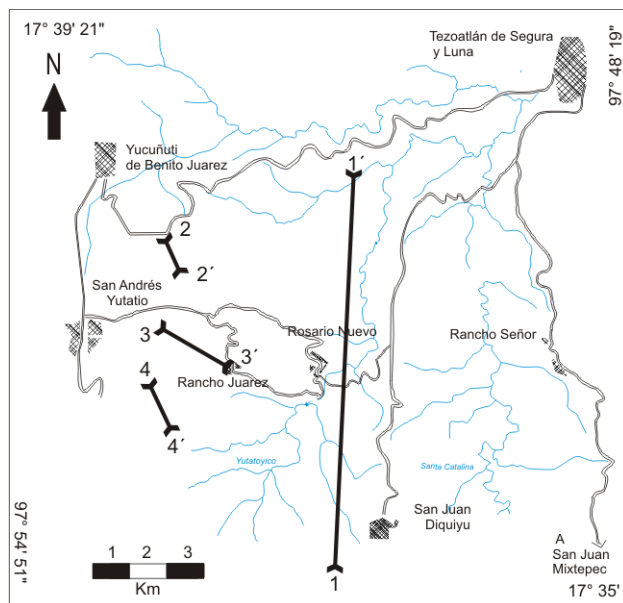 17° 39' 21"
Tezoatlán de Segura
y Luna
97° 48' 19"
N
Yucuñuti
de Benito Juarez
1´
2
2´
San Andrés
Yutatio
3
3´
Rosario Nuevo
Rancho Señor
4
Rancho Juarez
4´
Yutatoyico
Santa Catalina
97° 54' 51"
San Juan
Diquiyu
A
San Juan
Mixtepec
1 2 3
Km
1
17° 35'